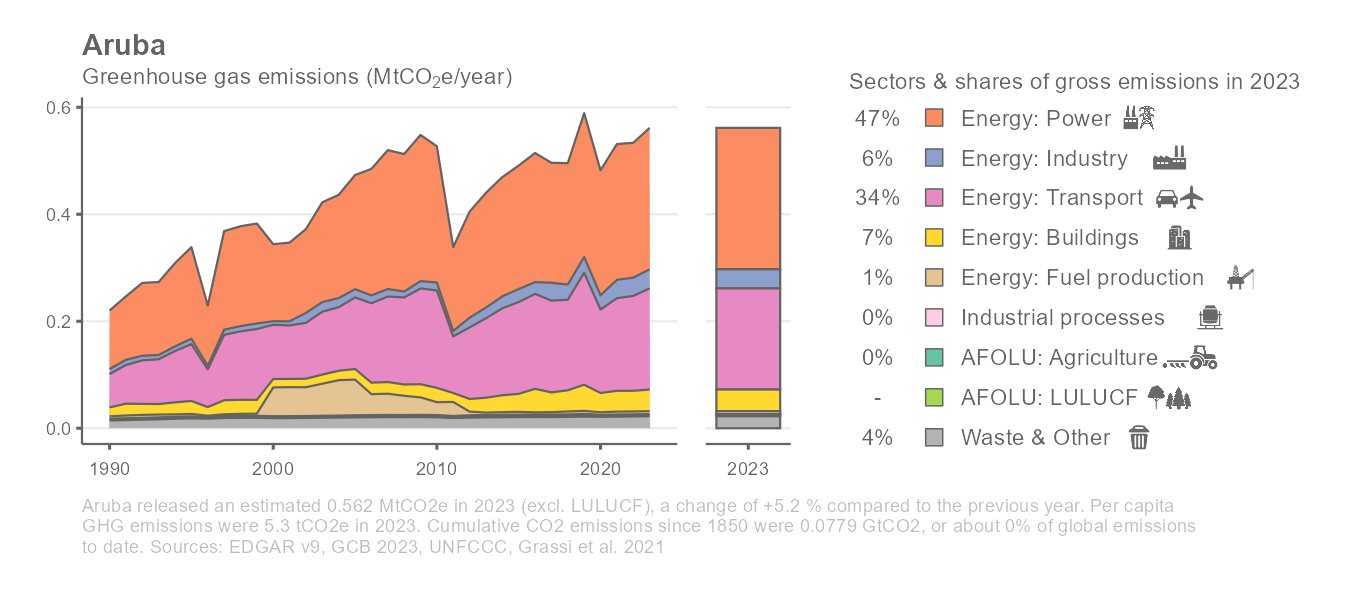 Aruba
Greenhouse gas emissions (MtCO2e/year)
Sectors & shares of gross emissions in 2023
0.6
0.4
0.2
0.0
1990
2000
2010
2020
2023
47% Energy: Power
6% Energy: Industry
34% Energy: Transport
7% Energy: Buildings
1% Energy: Fuel production
0% Industrial processes
0% AFOLU: Agriculture
- AFOLU: LULUCF
4% Waste & Other
Aruba released an estimated 0.562 MtCO2e in 2023 (excl. LULUCF), a change of +5.2 % compared to the previous year. Per capita
GHG emissions were 5.3 tCO2e in 2023. Cumulative CO2 emissions since 1850 were 0.0779 GtCO2, or about 0% of global emissions
to date. Sources: EDGAR v9, GCB 2023, UNFCCC, Grassi et al. 2021